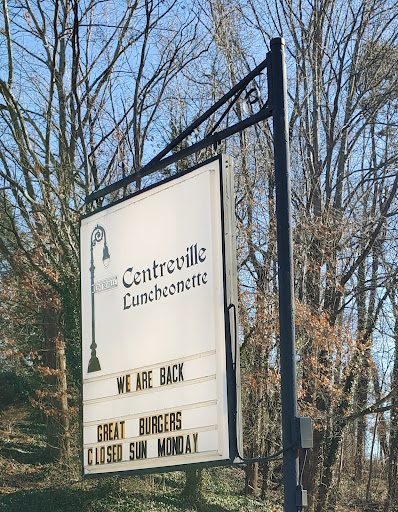 Centreville
Luncheonette
WE ARE BACK
GREAT BURGERS
CLOSED SUN MONDAY